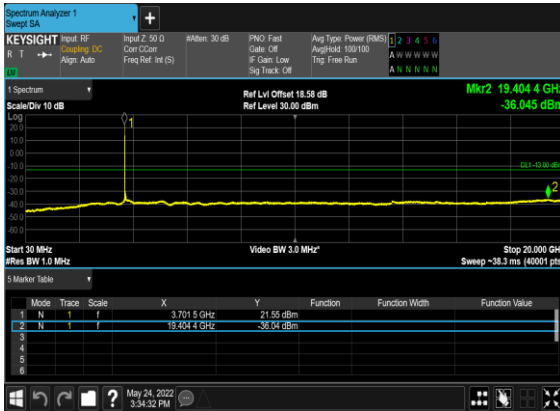 Spectrum Analyzer 1
Swept SA
+
KEYSIGHT Input: RF Input Z: 50 Ω #Atten: 30 dB PNO: Fast Avg Type: Power (RMS) 1 2 3 4 5 6
R T Coupling: DC Corr CCorr Gate: Off Avg|Hold: 100/100 A W W W W W
Align: Auto Freq Ref: Int (S) IF Gain: Low Trig: Free Run
Sig Track: Off A N N N N N
1 Spectrum
Scale/Div 10 dB
Ref Lvl Offset 18.58 dB
Ref Level 30.00 dBm
Mkr2 19.404 4 GHz
-36.045 dBm
Log
1
20.0
10.0
0.00
-10.0
DL1 -13.00 dBm
-20.0
-30.0
2
-40.0
-50.0
-60.0
Start 30 MHz Video BW 3.0 MHz* Stop 20.000 GHz
#Res BW 1.0 MHz Sweep ~38.3 ms (40001 pts)
5 Marker Table
Mode Trace Scale X Y Function Function Width Function Value
1 N 1 f 3.701 5 GHz 21.55 dBm
2 N 1 f 19.404 4 GHz -36.04 dBm
3
4
5
6
? May 24, 2022
3:34:32 PM